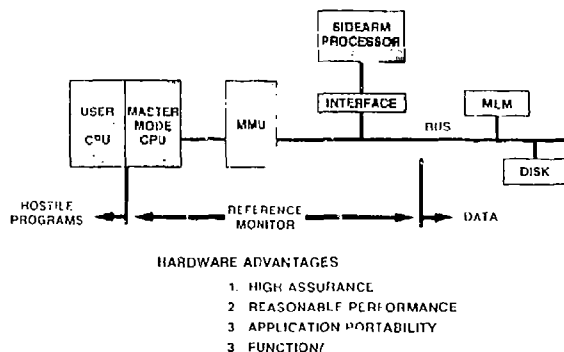 SIDEARM
PROCESSOR
USER
CPU
MASTER
MODE
CPU
MMU
INTERFACE
BUS
MEM
DISK
HOSTILE
PROGRAMS
REFERENCE
MONITOR
DATA
HARDWARE ADVANTAGES
1. HIGH ASSURANCE
2 REASONABLE PERFORMANCE
3 APPLICATION PORTABILITY
3 FUNCTION/